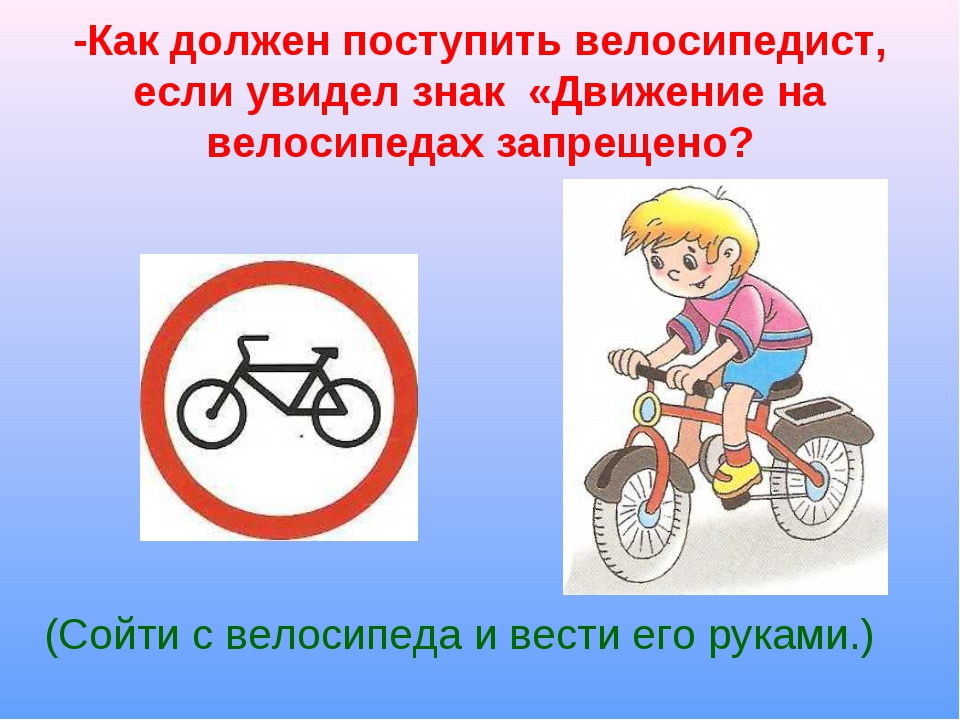 -Как должен поступить велосипедист,
если увидел знак «Движение на
велосипедах запрещено?
(Сойти с велосипеда и вести его руками.)